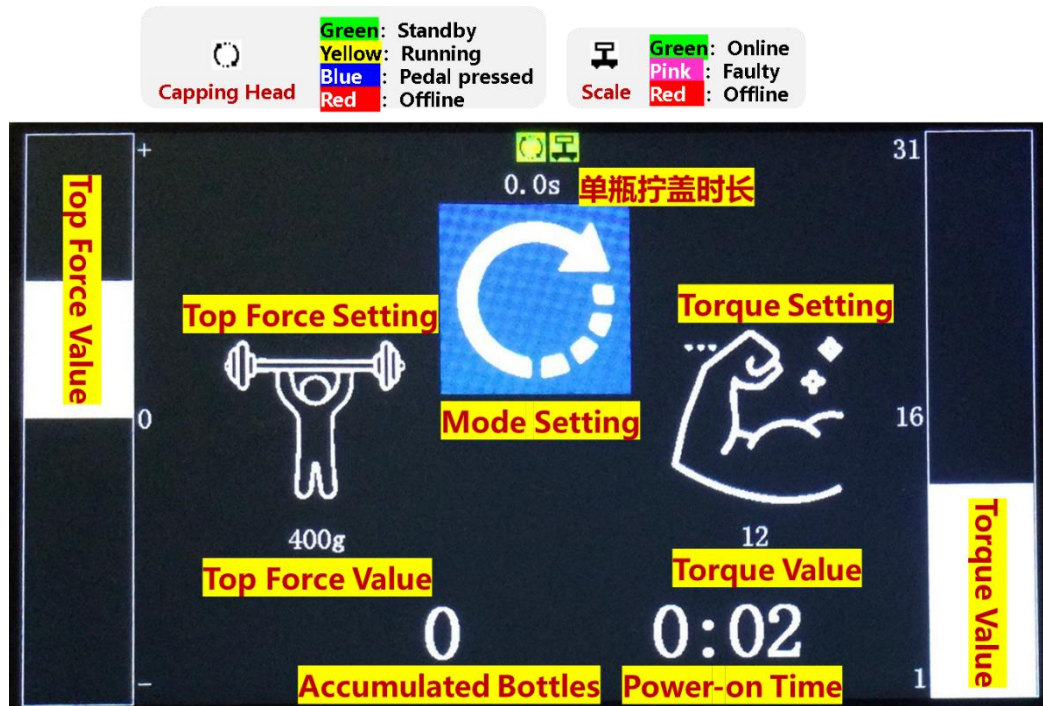 Green: Standby
Yellow: Running
Blue : Pedal pressed
Red : Offline
Capping Head
Green: Online
Pink : Faulty
Red : Offline
Scale
+
31
0.0s
单瓶拧盖时长
Top Force Value
Top Force Setting
Torque Setting
Mode Setting
0
16
400g
12
Top Force Value
Torque Value
Torque Value
0
0:02
Accumulated Bottles
Power-on Time
-
1